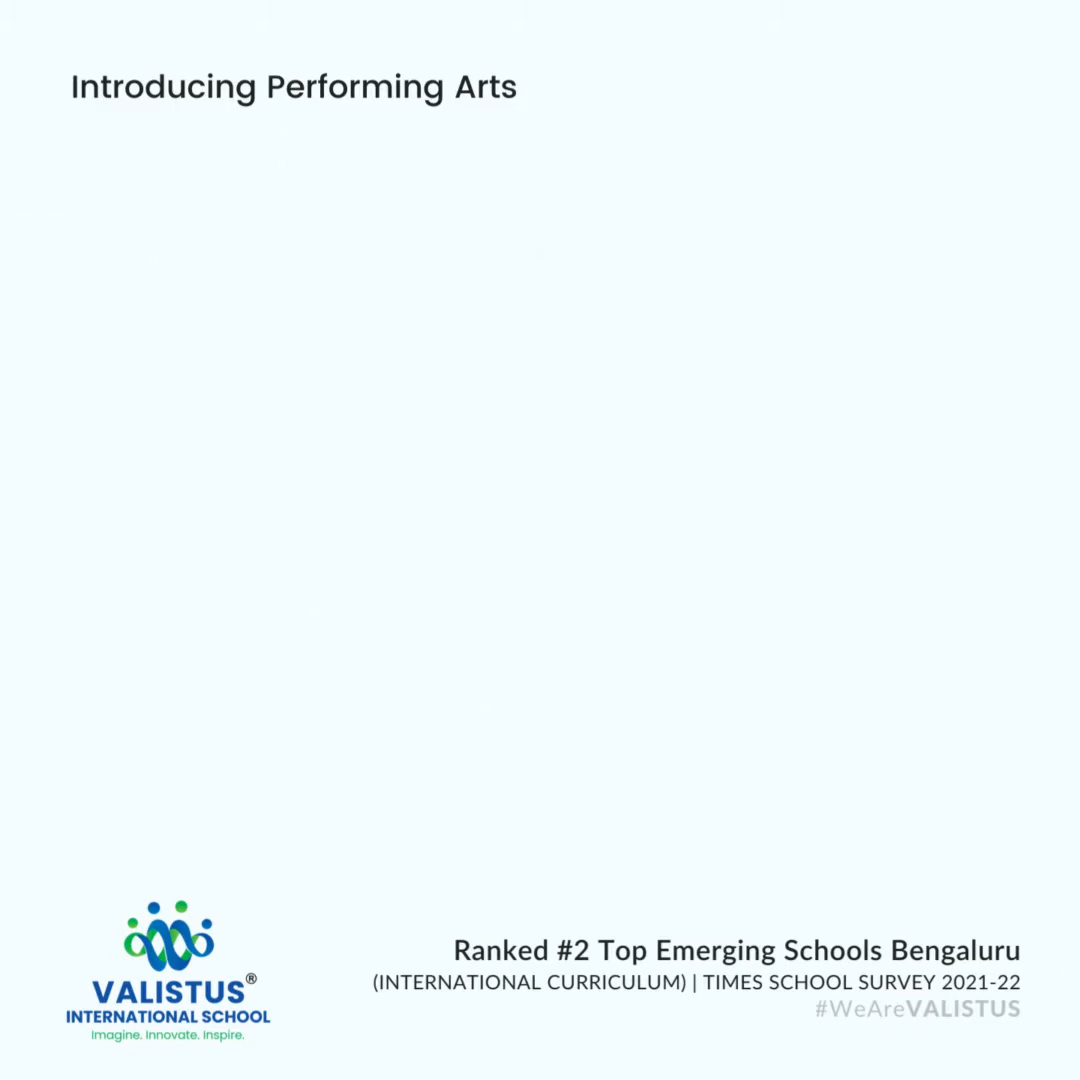 Introducing Performing Arts
VALISTUS®
INTERNATIONAL SCHOOL
Imagine. Innovate. Inspire.
Ranked #2 Top Emerging Schools Bengaluru
(INTERNATIONAL CURRICULUM) | TIMES SCHOOL SURVEY 2021-22
#WeAreVALISTUS